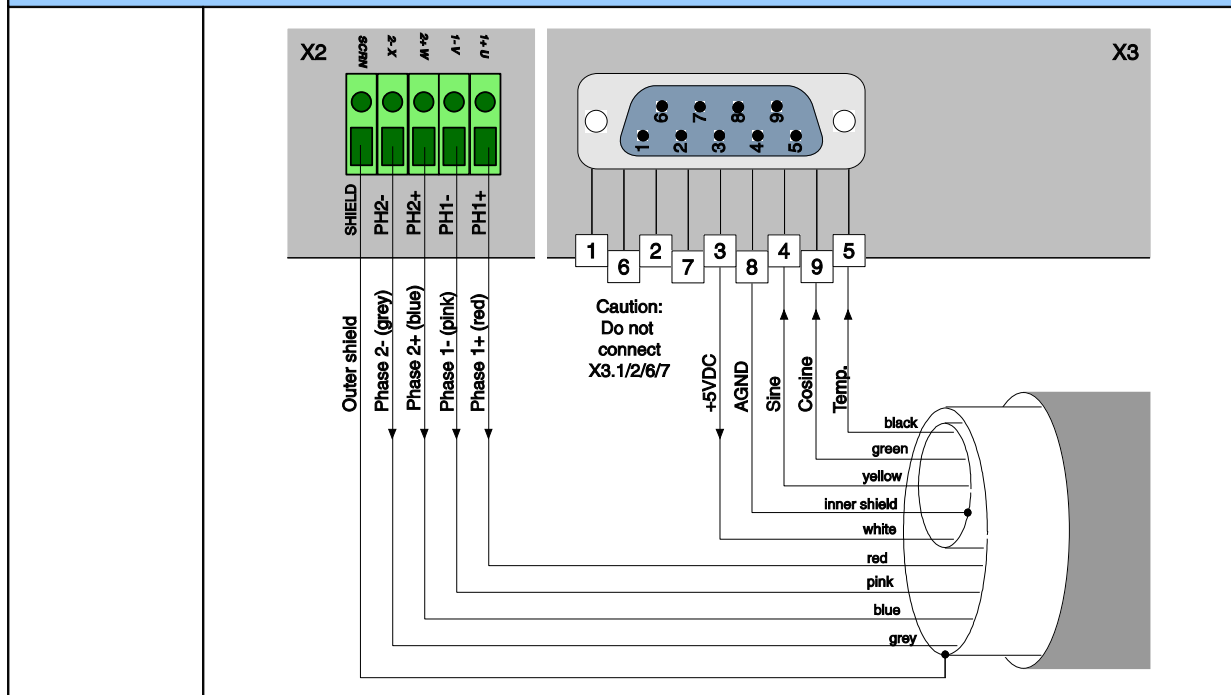 X2
SCRN
2-X
2+W
1-V
1+U
X3
6
7
8
9
1
2
3
4
5
SHIELD
PH2-
PH2+
PH1-
PH1+
1
6
2
7
3
8
4
9
5
Caution:
Do not
connect
X3.1/2/6/7
Outer shield
Phase 2- (grey)
Phase 2+ (blue)
Phase 1- (pink)
Phase 1+ (red)
+5VDC
AGND
Sine
Cosine
Temp.
black
green
yellow
inner shield
white
red
pink
blue
grey